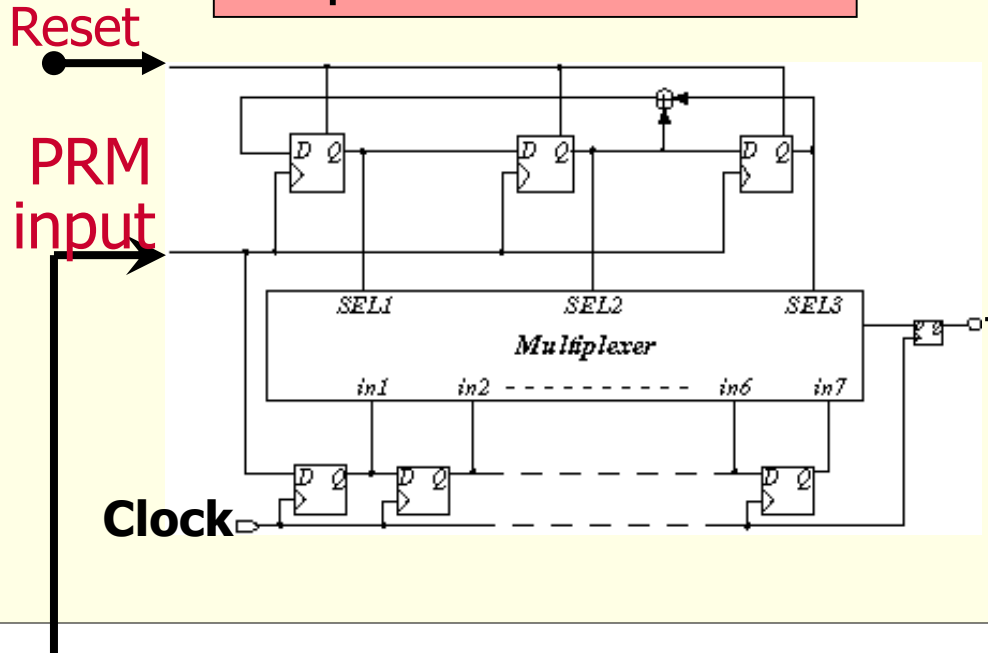 Reset
PRM
input
D Q D Q D Q
SEL1 SEL2 SEL3
Multiplexer
in1 in2 - - - - - - - - - - in6 in7
D Q D Q D Q
Clock